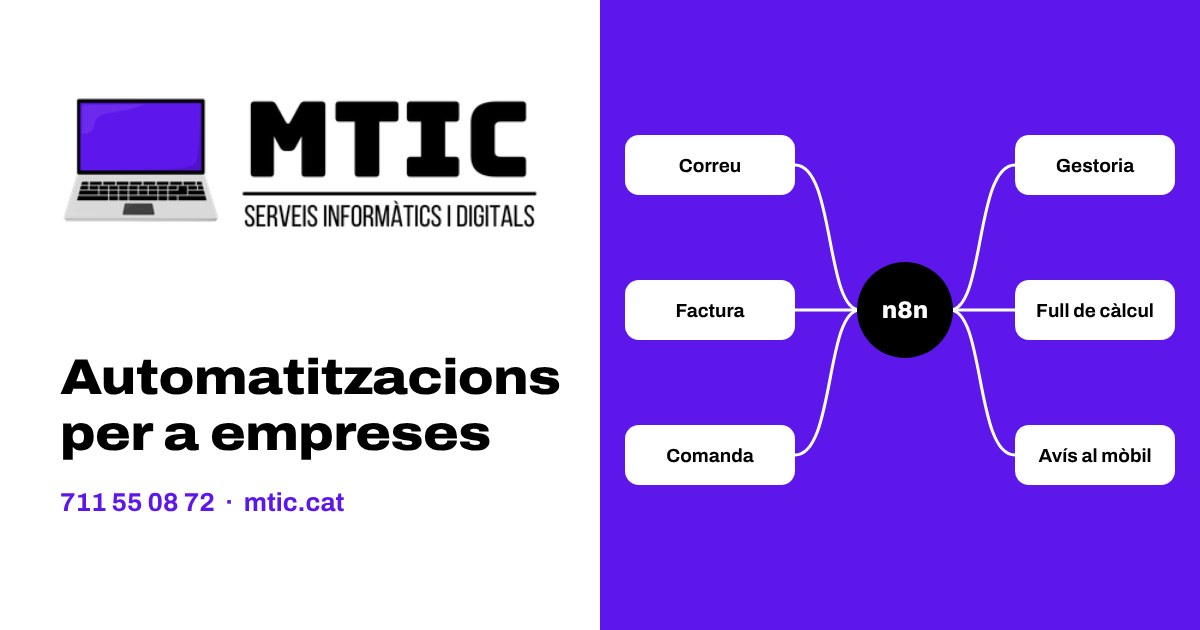 MTIC
SERVEIS INFORMÀTICS I DIGITALS
Automatitzacions
per a empreses
711 55 08 72 · mtic.cat
Correu
Factura
Comanda
n8n
Gestoria
Full de càlcul
Avís al mòbil